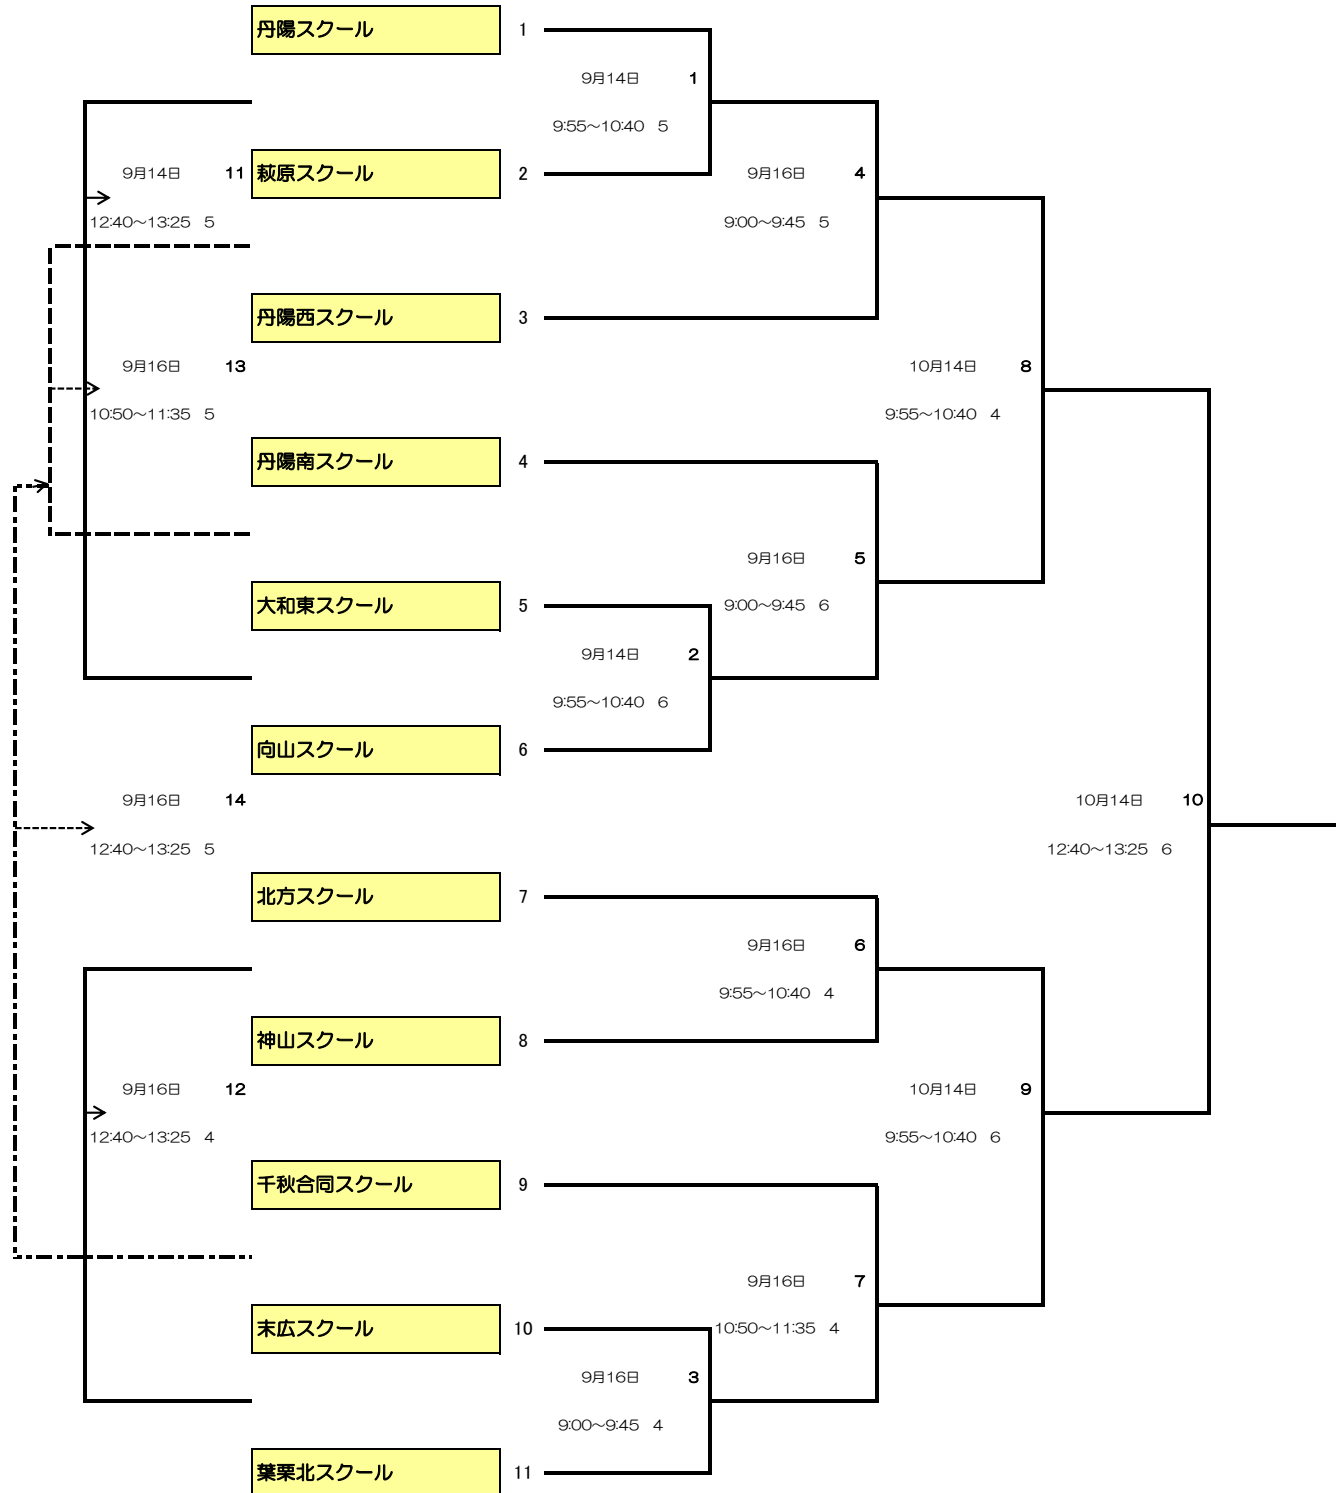 丹陽スクール 1
9月14日 1
9:55～10:40 5
9月14日 11 萩原スクール 2 9月16日 4
12:40～13:25 5 9:00～9:45 5
丹陽西スクール 3
9月16日 13 10月14日 8
10:50～11:35 5 9:55～10:40 4
丹陽南スクール 4
9月16日 5
大和東スクール 5 9:00～9:45 6
9月14日 2
9:55～10:40 6
向山スクール 6
9月16日 14 10月14日 10
12:40～13:25 5 12:40～13:25 6
北方スクール 7
9月16日 6
9:55～10:40 4
神山スクール 8
9月16日 12 10月14日 9
12:40～13:25 4 9:55～10:40 6
千秋合同スクール 9
9月16日 7
末広スクール 10 10:50～11:35 4
9月16日 3
9:00～9:45 4
葉栗北スクール 11